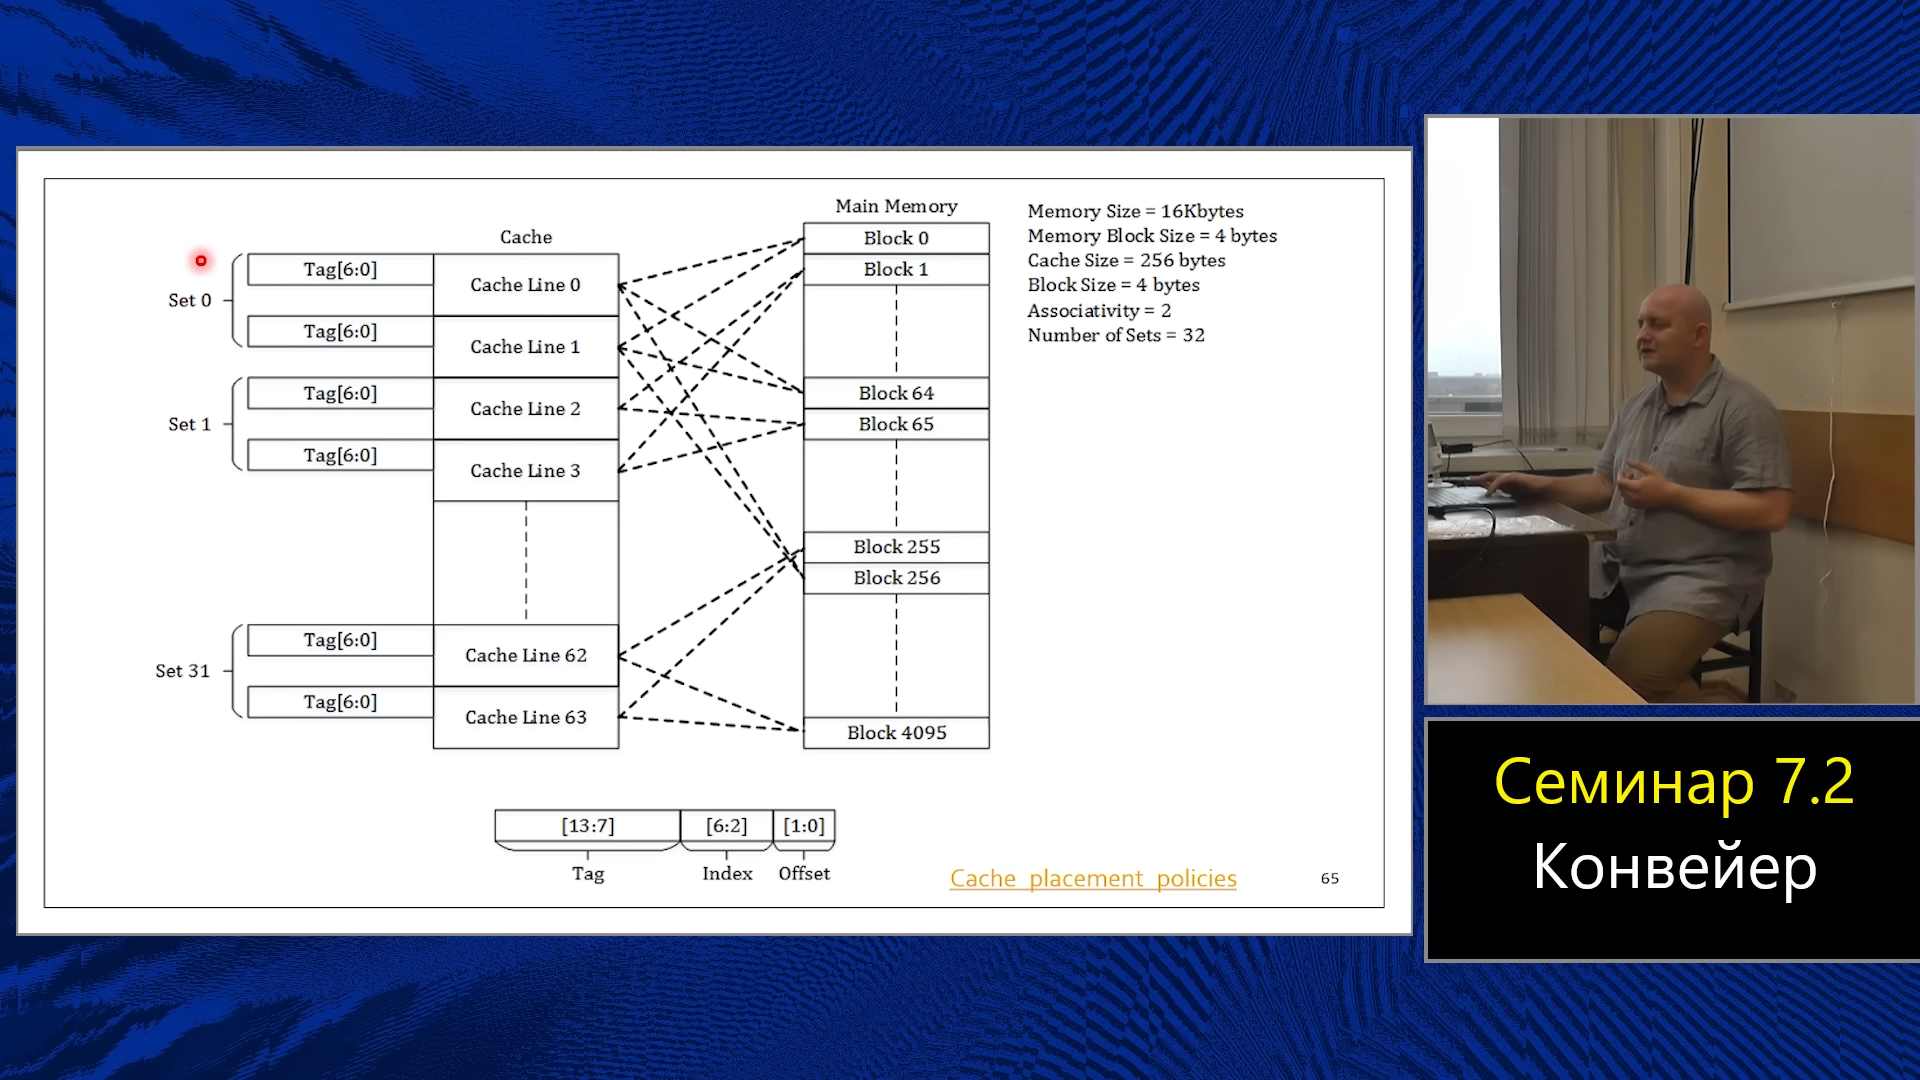 Main Memory
Cache
Memory Size = 16Kbytes
Memory Block Size = 4 bytes
Cache Size = 256 bytes
Block Size = 4 bytes
Associativity = 2
Number of Sets = 32
Set 0
Tag[6:0]
Cache Line 0
Tag[6:0]
Cache Line 1
Set 1
Tag[6:0]
Cache Line 2
Tag[6:0]
Cache Line 3
Set 31
Tag[6:0]
Cache Line 62
Tag[6:0]
Cache Line 63
Block 0
Block 1
Block 64
Block 65
Block 255
Block 256
Block 4095
[13:7] [6:2] [1:0]
Tag Index Offset
Cache placement policies
65
Семинар 7.2
Конвейер